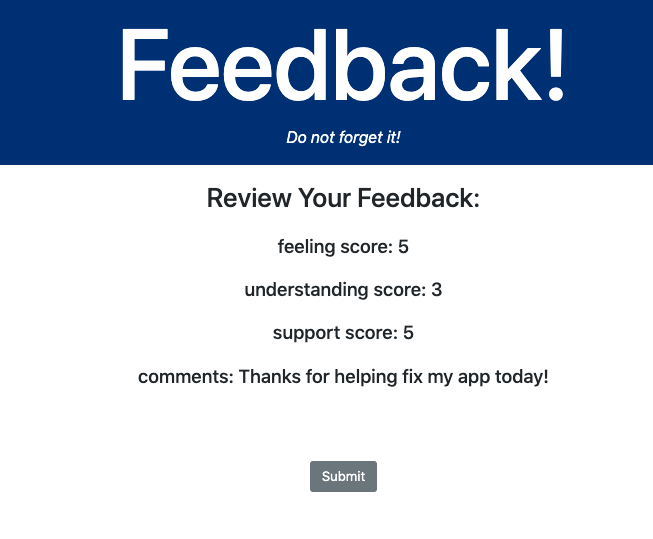 Feedback!
Do not forget it!
Review Your Feedback:
feeling score: 5
understanding score: 3
support score: 5
comments: Thanks for helping fix my app today!
Submit